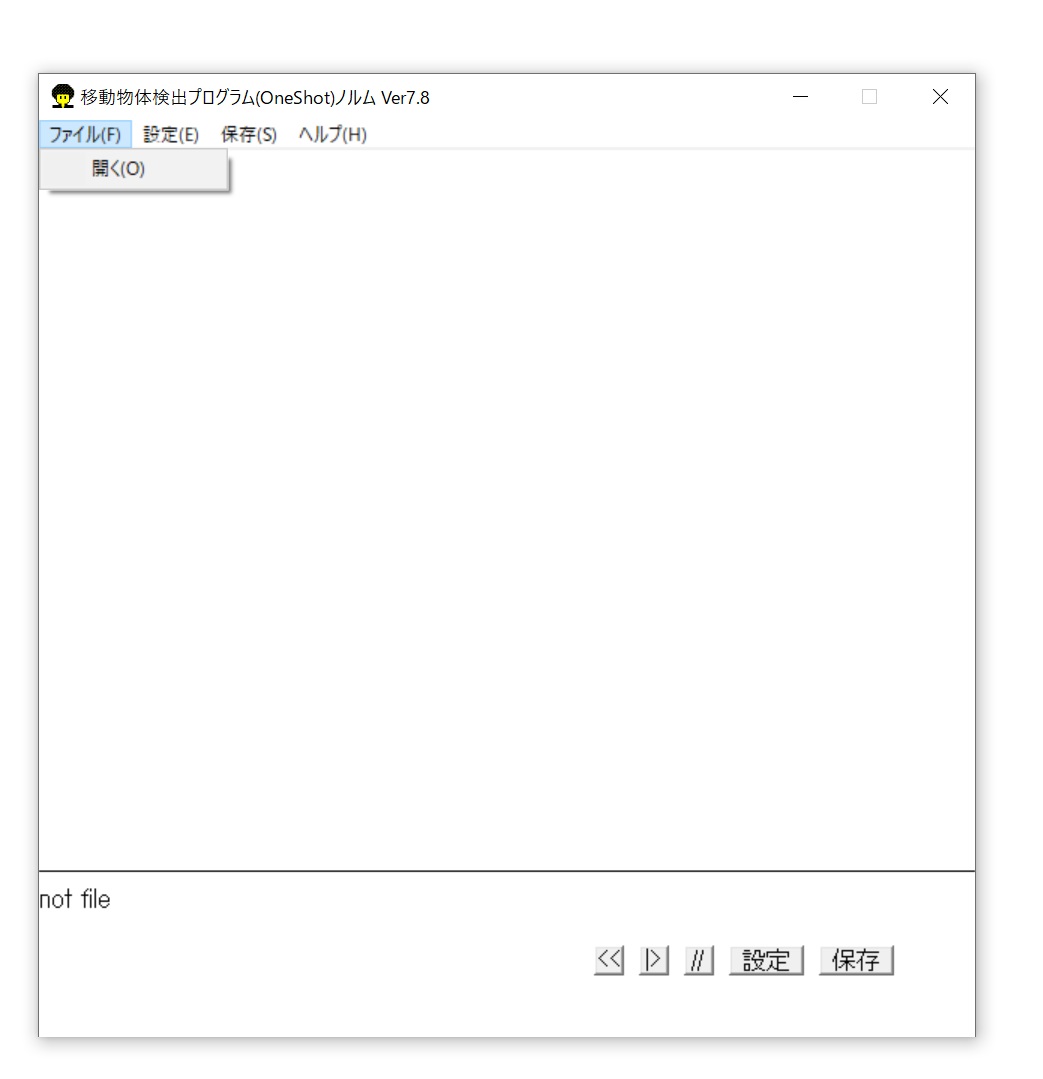 移動物体検出プログラム(OneShot)ノルム Ver7.8
ファイル(F) 設定(E) 保存(S) ヘルプ(H)
開く(O)
not file
<< |> // 設定 保存